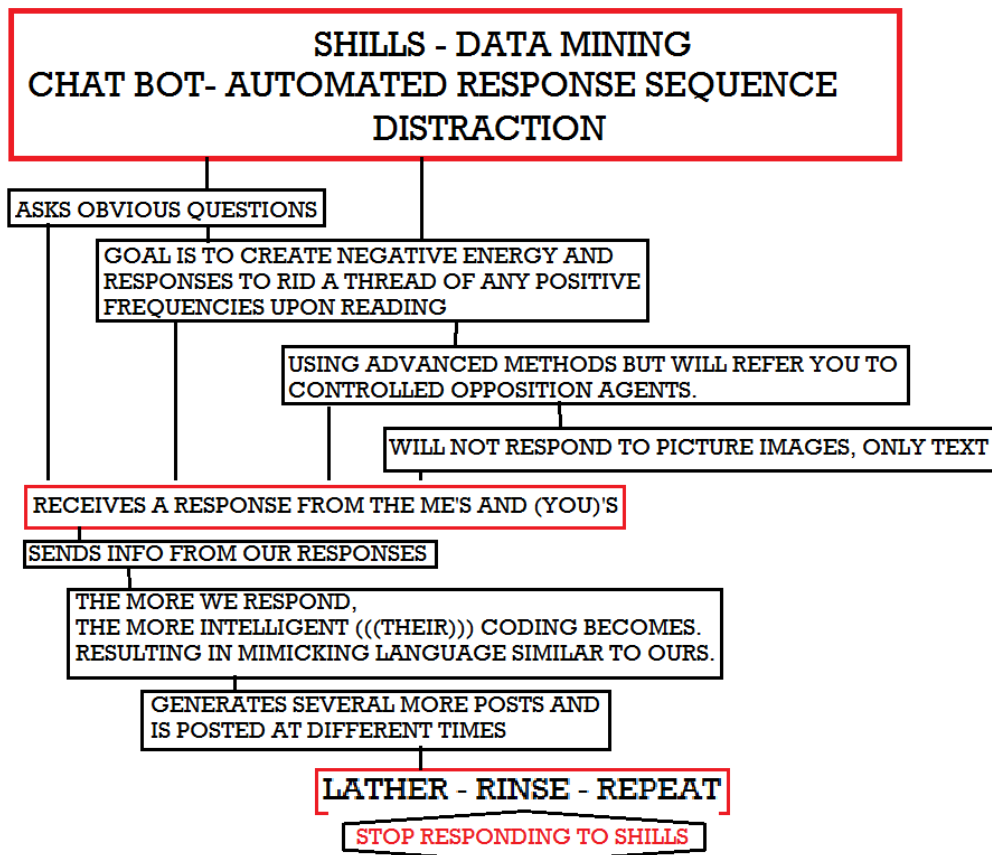 SHILLS - DATA MINING
CHAT BOT- AUTOMATED RESPONSE SEQUENCE
DISTRACTION
ASKS OBVIOUS QUESTIONS
GOAL IS TO CREATE NEGATIVE ENERGY AND
RESPONSES TO RID A THREAD OF ANY POSITIVE
FREQUENCIES UPON READING
USING ADVANCED METHODS BUT WILL REFER YOU TO
CONTROLLED OPPOSITION AGENTS.
WILL NOT RESPOND TO PICTURE IMAGES, ONLY TEXT
RECEIVES A RESPONSE FROM THE ME'S AND (YOU)'S
SENDS INFO FROM OUR RESPONSES
THE MORE WE RESPOND,
THE MORE INTELLIGENT (((THEIR))) CODING BECOMES.
RESULTING IN MIMICKING LANGUAGE SIMILAR TO OURS.
GENERATES SEVERAL MORE POSTS AND
IS POSTED AT DIFFERENT TIMES
LATHER - RINSE - REPEAT
STOP RESPONDING TO SHILLS